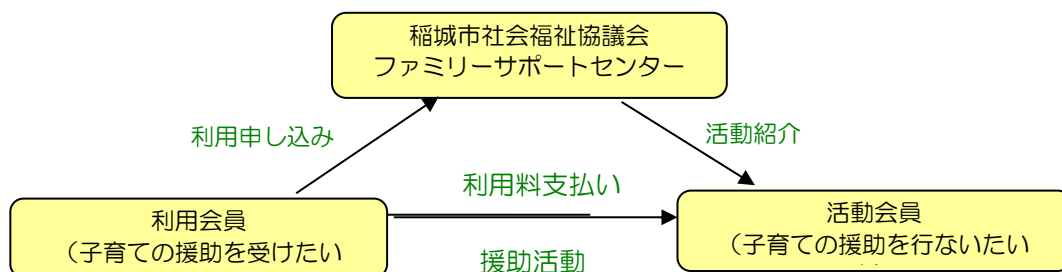 稲城市社会福祉協議会
ファミリーサポートセンター
利用申し込み
活動紹介
利用料支払い
利用会員
（子育ての援助を受けたい
活動会員
（子育ての援助を行ないたい
援助活動